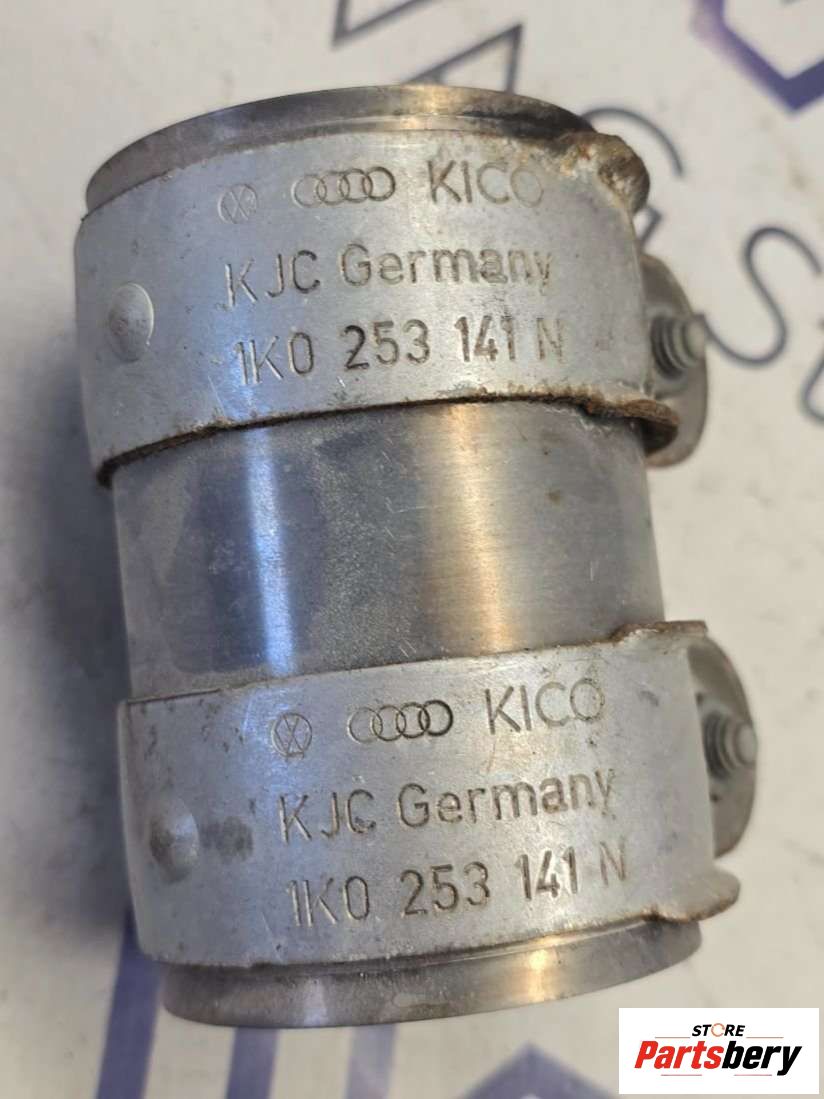 KICO
KJC Germany
1K0 253 141 N
KICO
KJC Germany
1K0 253 141 N
STORE
Partsbery